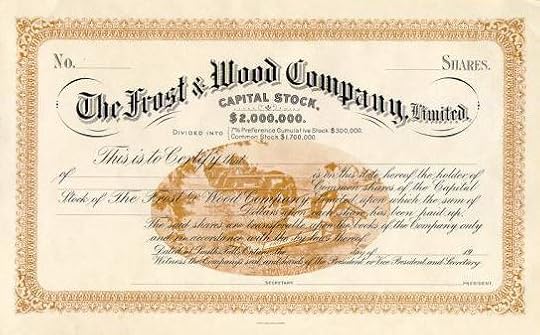 No. SHARES.
The Frost & Wood Company, Limited.
CAPITAL STOCK,
$2,000,000.
DIVIDED INTO 7% Preference Cumulative Stock $300,000.
Common Stock $1,700,000.
This is to Certify that
of is on this date hereof the holder of
Common shares of the Capital
Stok of The Frost & Wood Company Limited, upon which the sum of
Dollars upon each share has been paid up.
The said shares are transferable upon the books of the Company only
and in accordance with the by-laws thereof.
Dated at Smith's Falls, Ontario, the day of 19
Witness the Company's seal, and hands of the President or Vice President and Secretary
SECRETARY PRESIDENT